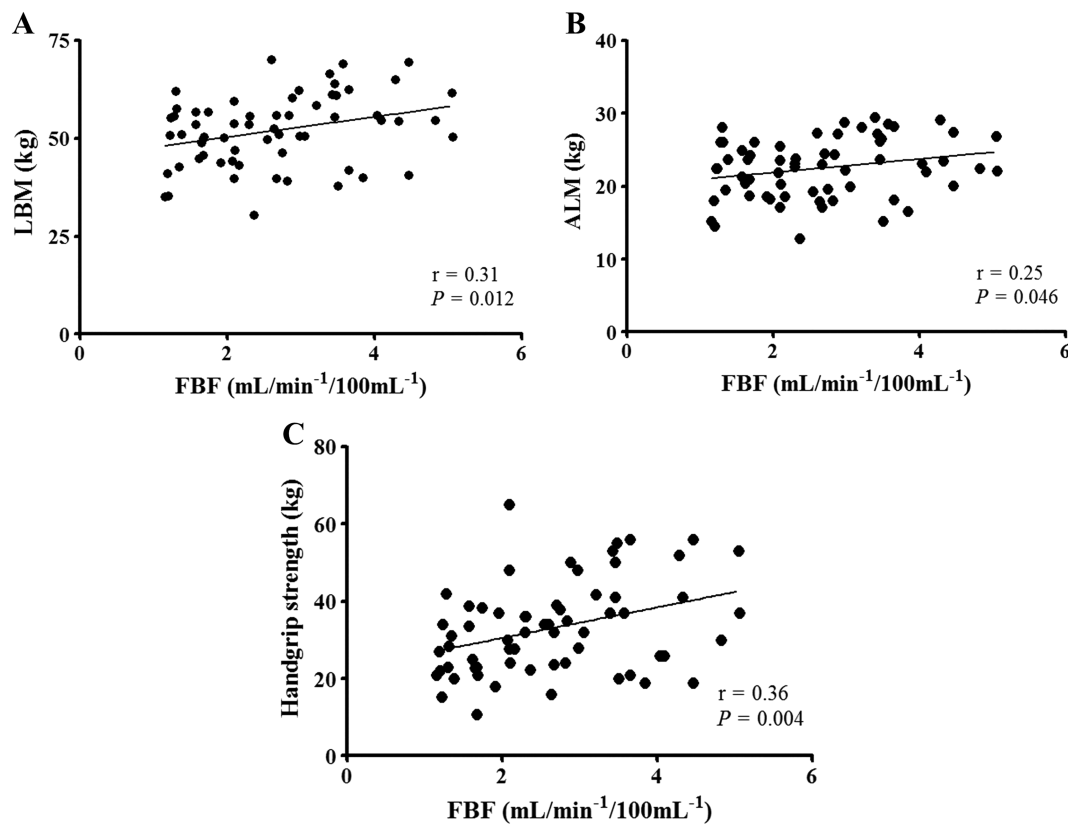 A
75
50
25
0
LBM (kg)
0 2 4 6
FBF (mL/min⁻¹/100mL⁻¹)
r = 0.31
P = 0.012
B
40
30
20
10
0
ALM (kg)
0 2 4 6
FBF (mL/min⁻¹/100mL⁻¹)
r = 0.25
P = 0.046
C
80
60
40
20
0
Handgrip strength (kg)
0 2 4 6
FBF (mL/min⁻¹/100mL⁻¹)
r = 0.36
P = 0.004